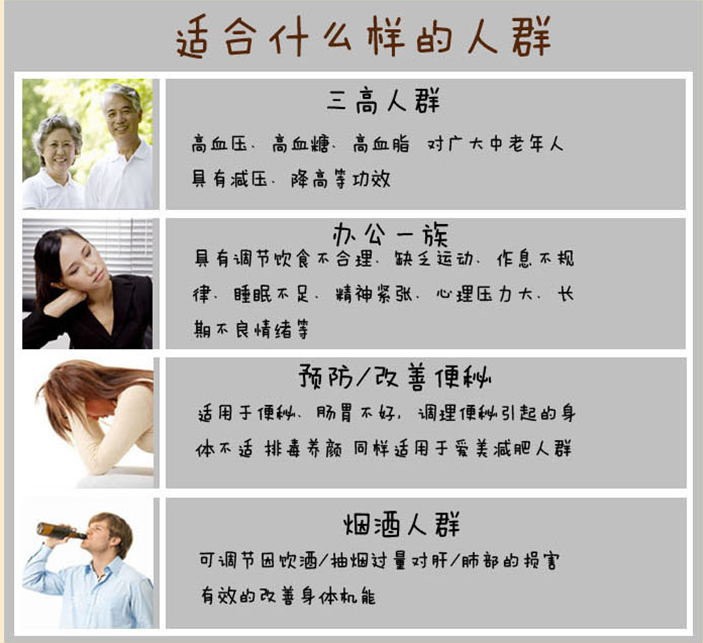 适合什么样的人群
三高人群
高血压、高血糖、高血脂 对广大中老年人
具有减压、降高等功效
办公一族
具有调节饮食不合理、缺乏运动、作息不规
律、睡眠不足、精神紧张、心理压力大、长
期不良情绪等
预防/改善便秘
适用于便秘、肠胃不好,调理便秘引起的身
体不适 排毒养颜 同样适用于爱美减肥人群
烟酒人群
可调节因饮酒/抽烟过量对肝/肺部的损害
有效的改善身体机能